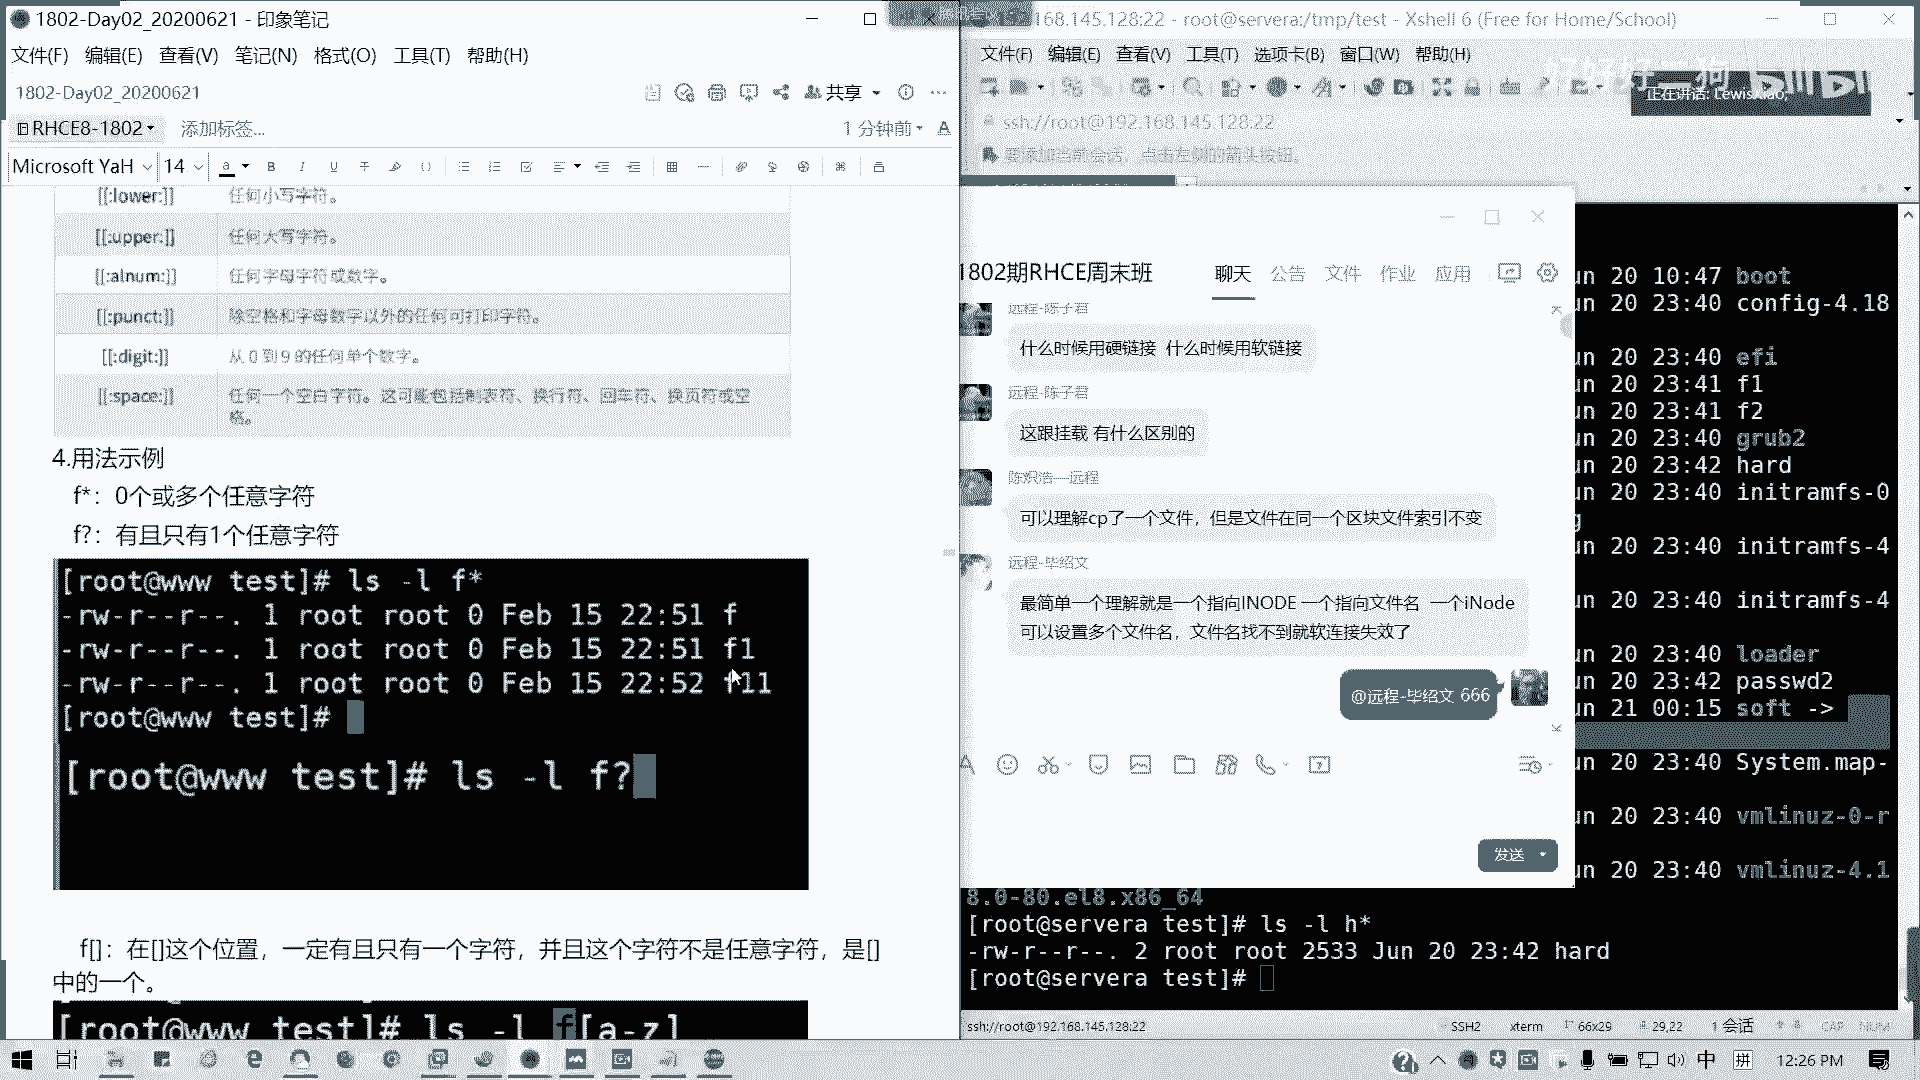 1802-Day02_20200621 - 印象笔记
文件(F) 编辑(E) 查看(V) 笔记(N) 格式(O) 工具(T) 帮助(H)
1802-Day02_20200621
共享
RHCE8-1802
添加标签...
1 分钟前
Microsoft YaH
14
[[:lower:]] 任何小写字符。
[[:upper:]] 任何大写字符。
[[:alnum:]] 任何字母字符或数字。
[[:punct:]] 除空格和字母数字以外的任何可打印字符。
[[:digit:]] 从 0 到 9 的任何单个数字。
[[:space:]] 任何一个空白字符。这可能包括制表符、换行符、回车符、换页符或空
格。
4.用法示例
f*：0个或多个任意字符
f?：有且只有1个任意字符
[root@www test]# ls -l f*
-rw-r--r--. 1 root root 0 Feb 15 22:51 f
-rw-r--r--. 1 root root 0 Feb 15 22:51 f1
-rw-r--r--. 1 root root 0 Feb 15 22:52 f11
[root@www test]#
[root@www test]# ls -l f?
f[]：在[]这个位置，一定有且只有一个字符，并且这个字符不是任意字符，是[]
中的一个。
[root@www test]# ls -l f[a-z]
168.145.128:22 - root@servera:/tmp/test - Xshell 6 (Free for Home/School)
文件(F) 编辑(E) 查看(V) 工具(T) 选项卡(B) 窗口(W) 帮助(H)
正在讲话: LewisXiao;
ssh://root@192.168.145.128:22
要添加当前会话，点击左侧的箭头按钮。
1802期RHCE周末班
聊天 公告 文件 作业 应用
远程-陈子君
什么时候用硬链接 什么时候用软链接
远程-陈子君
这跟挂载 有什么区别的
陈炽浩—远程
可以理解cp了一个文件，但是文件在同一个区块文件索引不变
远程-毕绍文
最简单一个理解就是一个指向INODE 一个指向文件名 一个iNode
可以设置多个文件名，文件名找不到就软连接失效了
@远程-毕绍文 666
发送
un 20 10:47 boot
un 20 23:40 config-4.18
un 20 23:40 efi
un 20 23:41 f1
un 20 23:41 f2
un 20 23:40 grub2
un 20 23:42 hard
un 20 23:40 initramfs-0
g
un 20 23:40 initramfs-4
un 20 23:40 initramfs-4
un 20 23:40 loader
un 20 23:42 passwd2
un 21 00:15 soft ->
un 20 23:40 System.map-
un 20 23:40 vmlinuz-0-r
un 20 23:40 vmlinuz-4.1
8.0-80.el8.x86_64
[root@servera test]# ls -l h*
-rw-r--r--. 2 root root 2533 Jun 20 23:42 hard
[root@servera test]#
ssh://root@192.168.145.128:22
SSH2 xterm 66x29 29,22 1 会话 CAP NUM
中 拼 12:26 PM